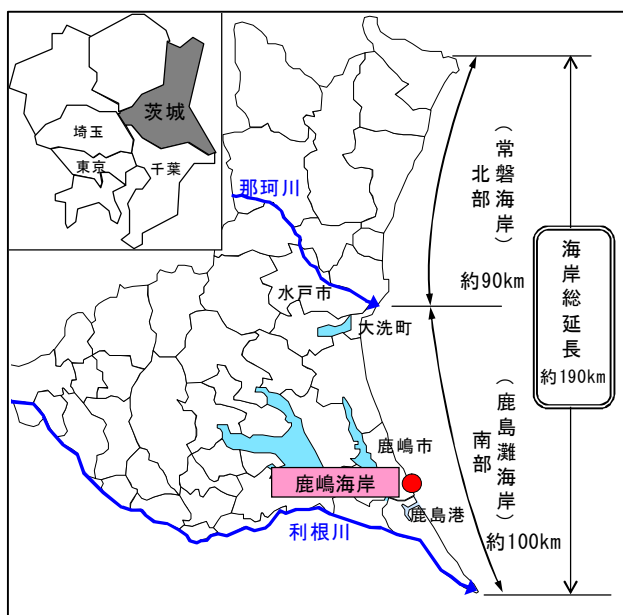 茨城
埼玉
東京
千葉
那珂川
水戸市
大洗町
鹿嶋市
鹿嶋海岸
鹿島港
利根川
北部
（常磐海岸）
約90km
南部
（鹿島灘海岸）
約100km
海岸総延長
約190km